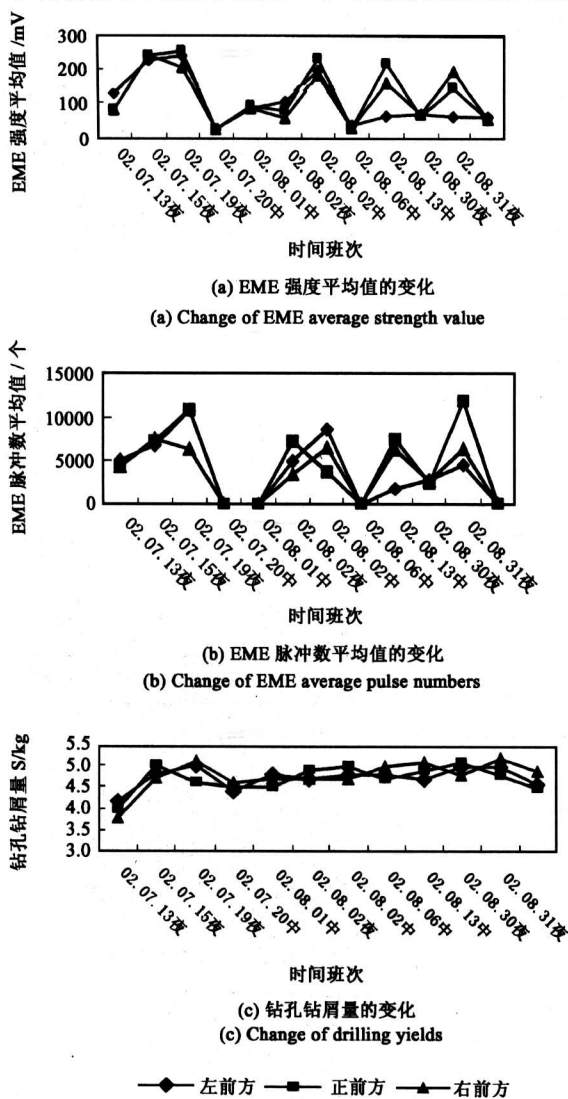 EME 强度平均值 /mV
300
200
100
0
02. 07. 13夜
02. 07. 15夜
02. 07. 19夜
02. 07. 20中
02. 08. 01中
02. 08. 02夜
02. 08. 02中
02. 08. 06中
02. 08. 13中
02. 08. 30夜
02. 08. 31夜
时间班次
(a) EME 强度平均值的变化
(a) Change of EME average strength value
EME 脉冲数平均值 / 个
15000
10000
5000
0
02. 07. 13夜
02. 07. 15夜
02. 07. 19夜
02. 07. 20中
02. 08. 01中
02. 08. 02夜
02. 08. 02中
02. 08. 06中
02. 08. 13中
02. 08. 30夜
02. 08. 31夜
时间班次
(b) EME 脉冲数平均值的变化
(b) Change of EME average pulse numbers
钻孔钻屑量 S/kg
5.5
5.0
4.5
4.0
3.5
3.0
02. 07. 13夜
02. 07. 15夜
02. 07. 19夜
02. 07. 20中
02. 08. 01中
02. 08. 02夜
02. 08. 02中
02. 08. 06中
02. 08. 13中
02. 08. 30夜
02. 08. 31夜
时间班次
(c) 钻孔钻屑量的变化
(c) Change of drilling yields
左前方 正前方 右前方